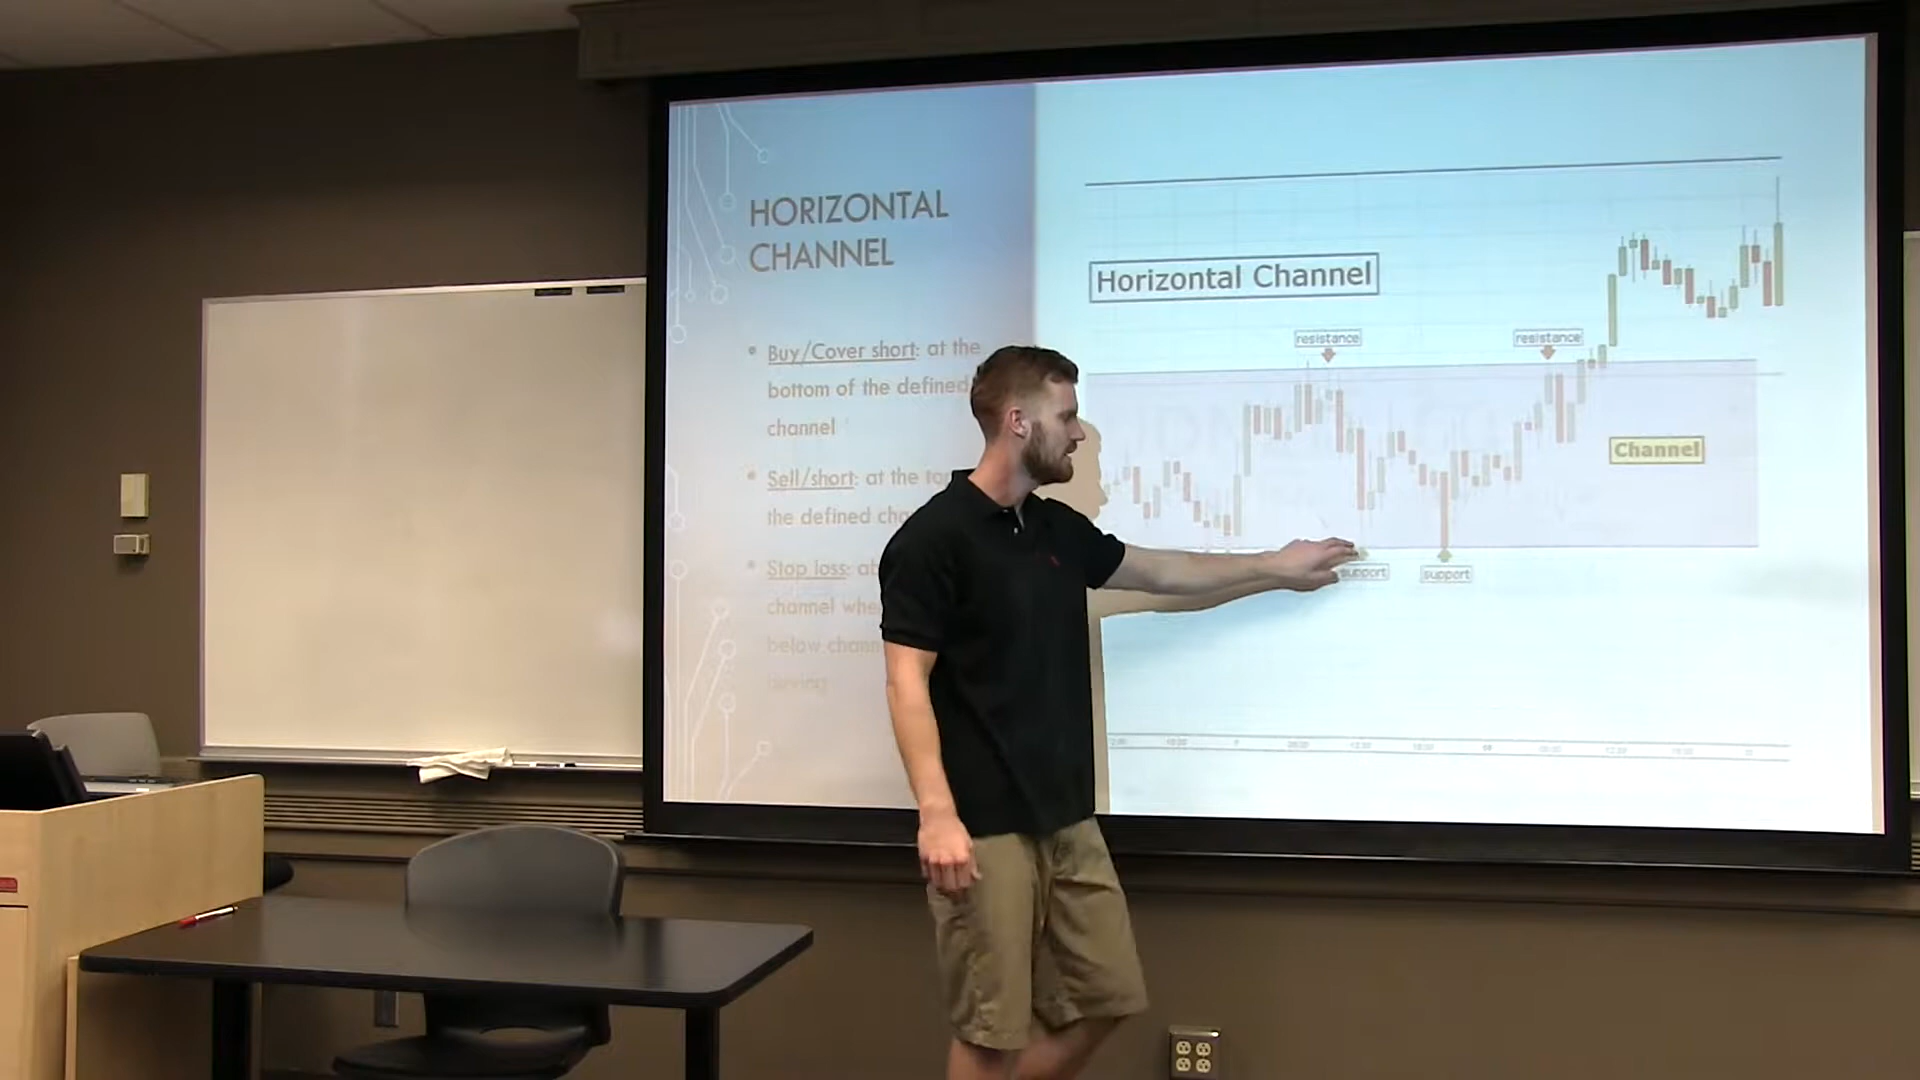 HORIZONTAL
CHANNEL
• Buy/Cover short: at the
bottom of the defined
channel
• Sell/short: at the
the defined
• Stop loss:
channel
below
Horizontal Channel
resistance
resistance
Channel
support
support